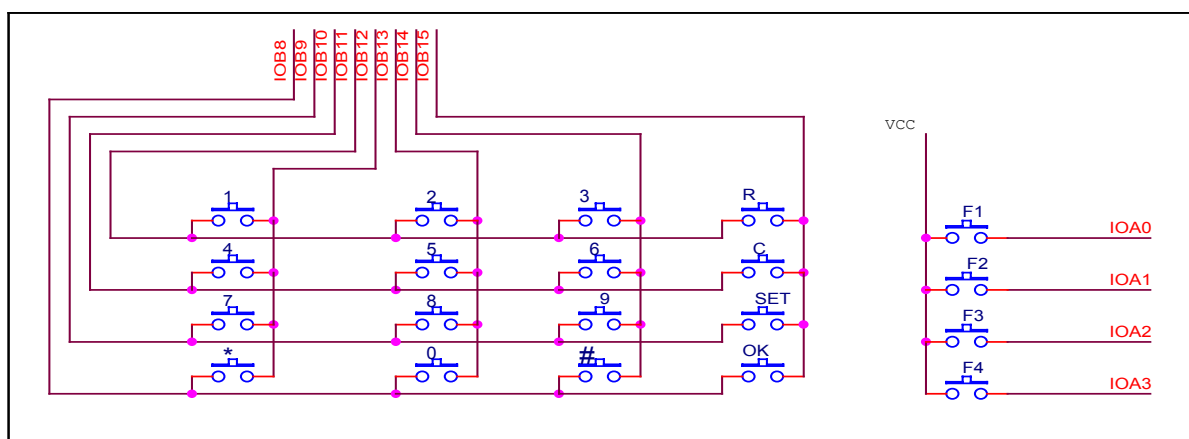 IOB8
IOB9
IOB10
IOB11
IOB12
IOB13
IOB14
IOB15
VCC
1 2 3 R
F1 IOA0
4 5 6 C
F2 IOA1
7 8 9 SET
F3 IOA2
* 0 # OK
F4 IOA3